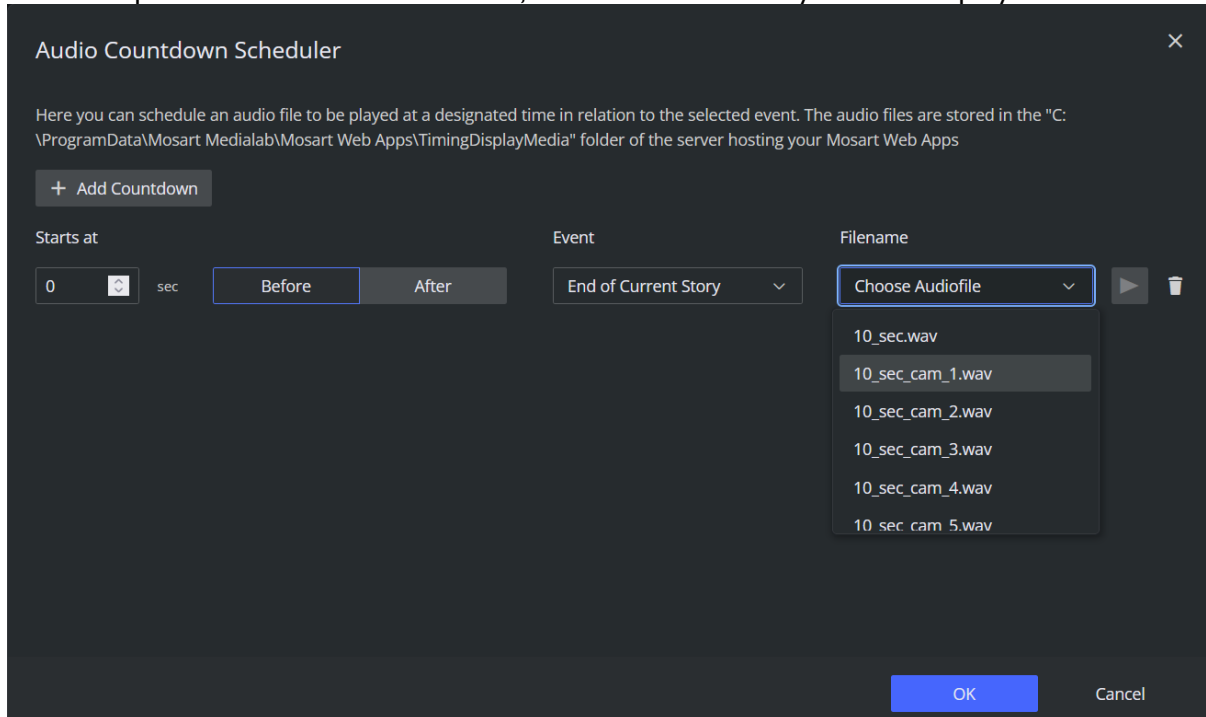 Audio Countdown Scheduler
Here you can schedule an audio file to be played at a designated time in relation to the selected event. The audio files are stored in the "C:
\ProgramData\Mosart Medialab\Mosart Web Apps\TimingDisplayMedia" folder of the server hosting your Mosart Web Apps
+ Add Countdown
Starts at Event Filename
0 sec Before After End of Current Story Choose Audiofile
10_sec.wav
10_sec_cam_1.wav
10_sec_cam_2.wav
10_sec_cam_3.wav
10_sec_cam_4.wav
10_sec_cam_5.wav
OK Cancel